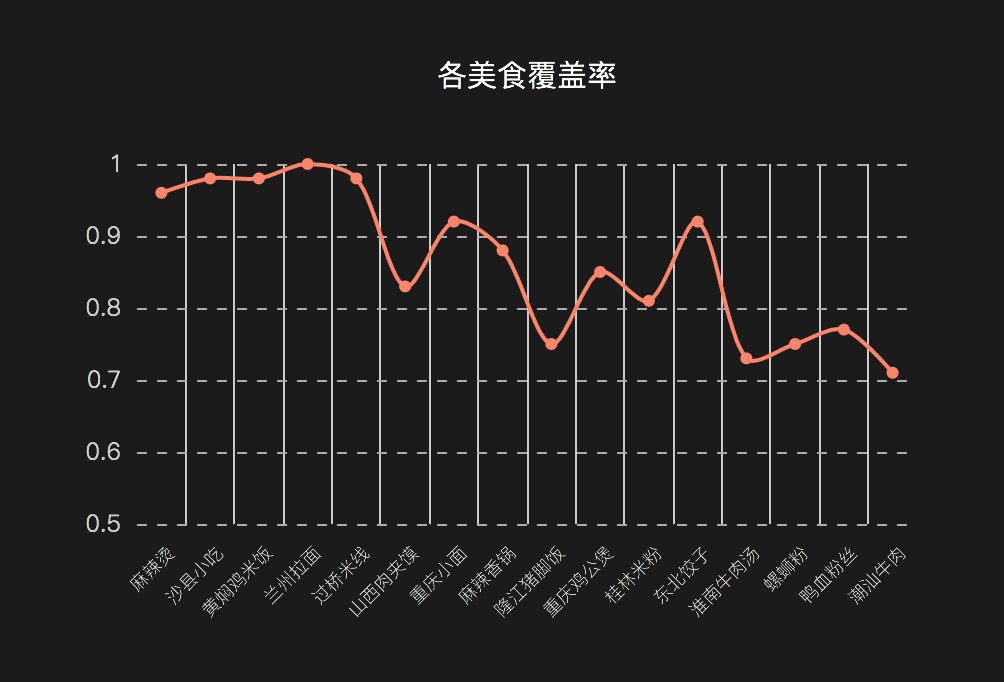 各美食覆盖率
1
0.9
0.8
0.7
0.6
0.5
麻辣烫
沙县小吃
黄焖鸡米饭
兰州拉面
过桥米线
山西肉夹馍
重庆小面
麻辣香锅
隆江猪脚饭
重庆鸡公煲
桂林米粉
东北饺子
淮南牛肉汤
螺蛳粉
鸭血粉丝
潮汕牛肉